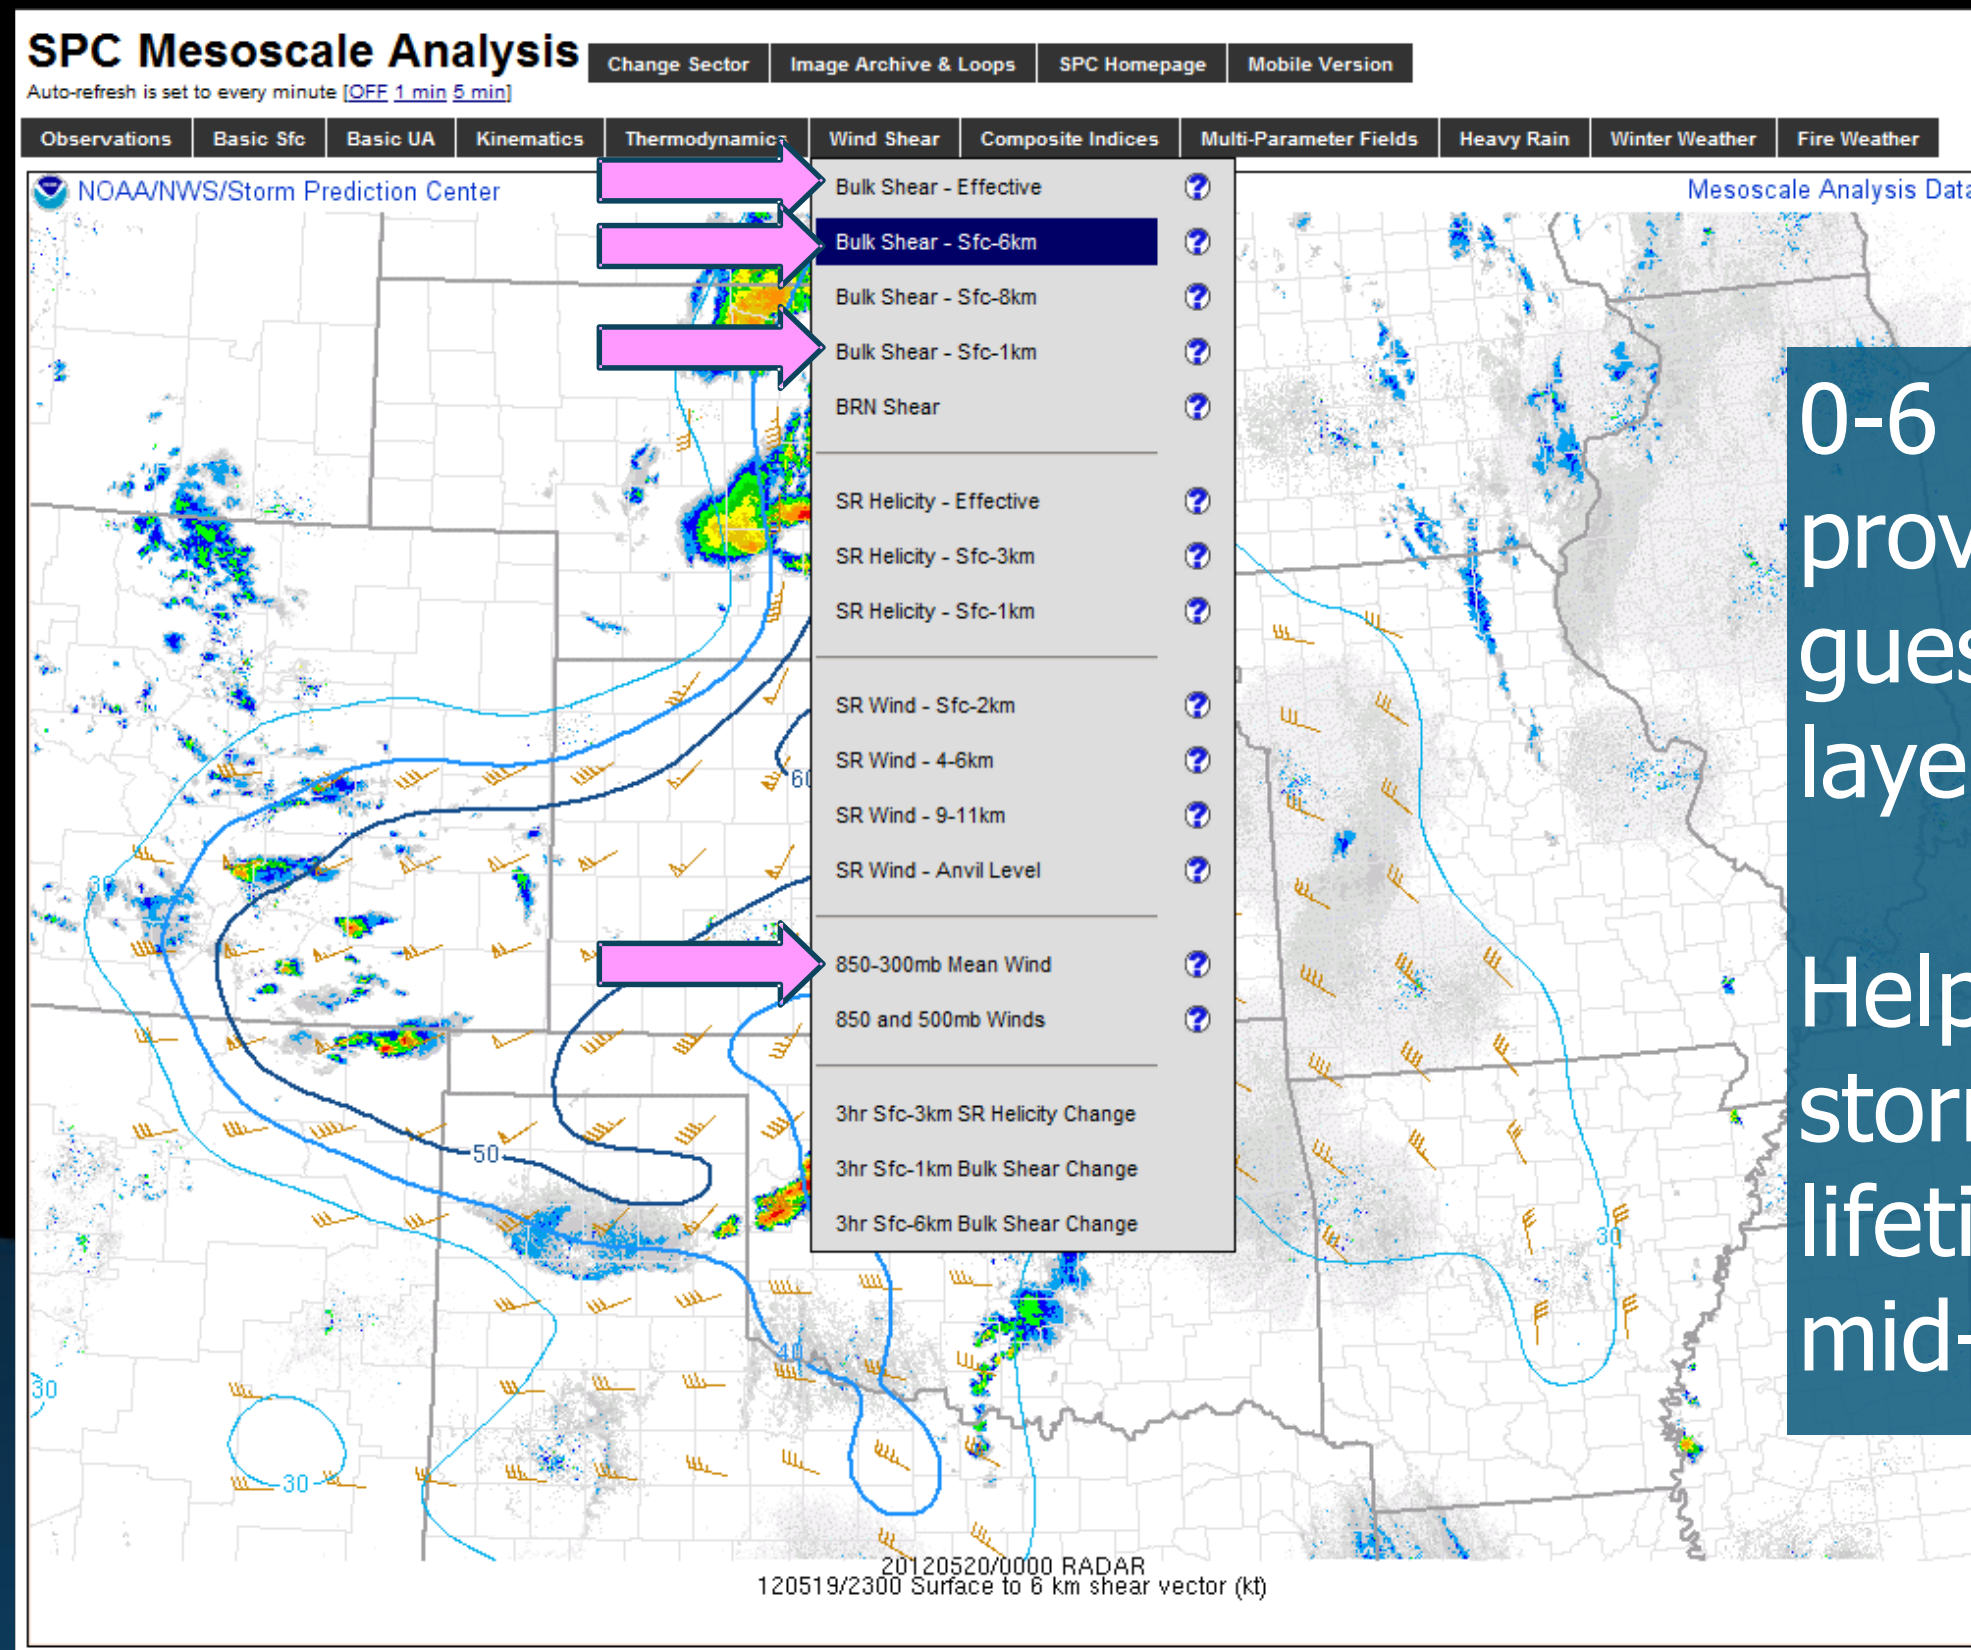 SPC Mesoscale Analysis
Change Sector
Image Archive & Loops
SPC Homepage
Mobile Version
Auto-refresh is set to every minute [OFF 1 min 5 min]
Observations
Basic Sfc
Basic UA
Kinematics
Thermodynamics
Wind Shear
Composite Indices
Multi-Parameter Fields
Heavy Rain
Winter Weather
Fire Weather
NOAA/NWS/Storm Prediction Center
Mesoscale Analysis Data
Bulk Shear - Effective
Bulk Shear - Sfc-6km
Bulk Shear - Sfc-8km
Bulk Shear - Sfc-1km
BRN Shear
SR Helicity - Effective
SR Helicity - Sfc-3km
SR Helicity - Sfc-1km
SR Wind - Sfc-2km
SR Wind - 4-6km
SR Wind - 9-11km
SR Wind - Anvil Level
850-300mb Mean Wind
850 and 500mb Winds
3hr Sfc-3km SR Helicity Change
3hr Sfc-1km Bulk Shear Change
3hr Sfc-6km Bulk Shear Change
0-6
prov
gues
laye
Help
stor
lifeti
mid-
60
30
50
30
40
30
30
20120520/0000 RADAR
120519/2300 Surface to 6 km shear vector (kt)